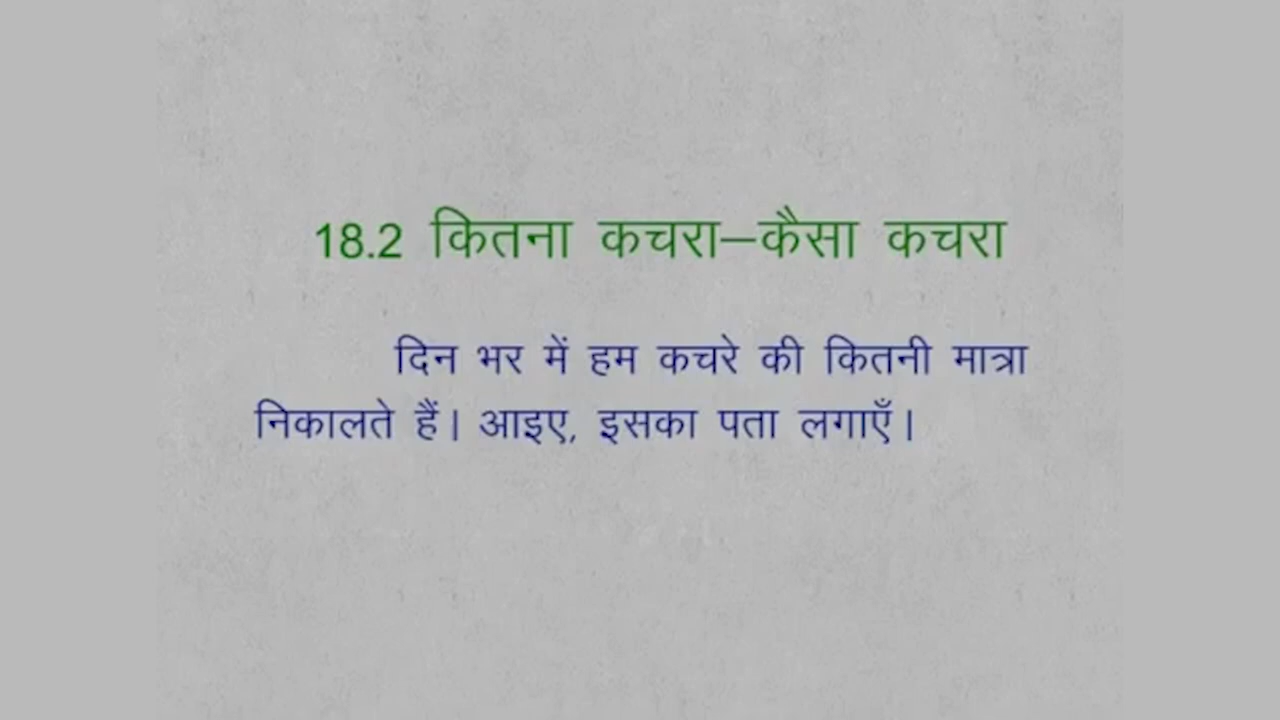 18.2 कितना कचरा–कैसा कचरा
दिन भर में हम कचरे की कितनी मात्रा
निकालते हैं। आइए, इसका पता लगाएँ।